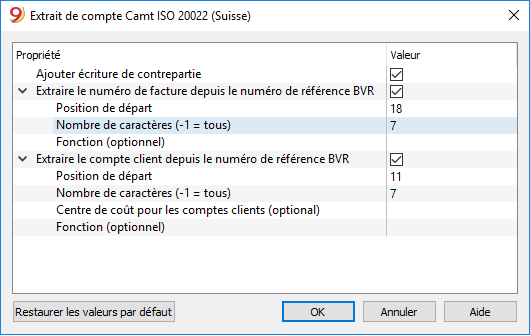 Extrait de compte Camt ISO 20022 (Suisse)
Propriété Valeur
Ajouter écriture de contrepartie
Extraire le numéro de facture depuis le numéro de référence BVR
Position de départ 18
Nombre de caractères (-1 = tous) 7
Fonction (optionnel)
Extraire le compte client depuis le numéro de référence BVR
Position de départ 11
Nombre de caractères (-1 = tous) 7
Centre de coût pour les comptes clients (optional)
Fonction (optionnel)
Restaurer les valeurs par défaut OK Annuler Aide